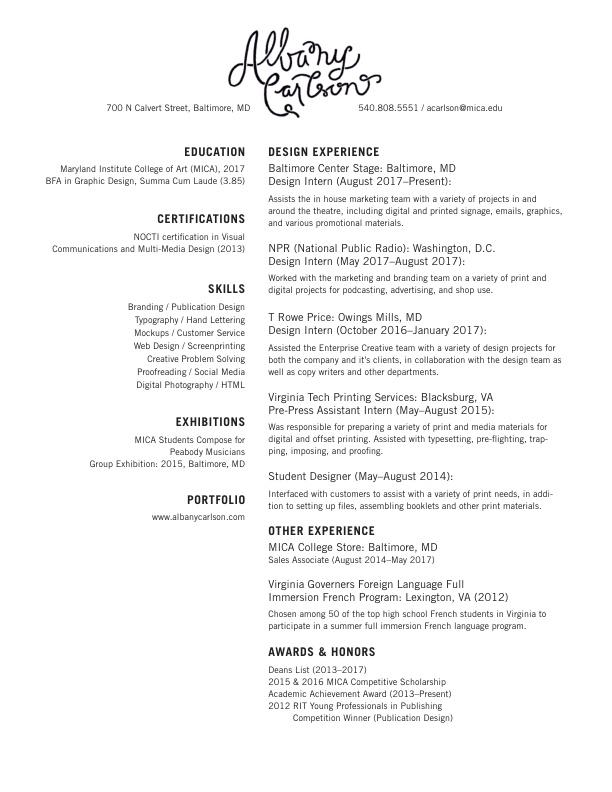 Albany
Carlson
700 N Calvert Street, Baltimore, MD
540.808.5551 / acarlson@mica.edu
EDUCATION
Maryland Institute College of Art (MICA), 2017
BFA in Graphic Design, Summa Cum Laude (3.85)
CERTIFICATIONS
NOCTI certification in Visual
Communications and Multi-Media Design (2013)
SKILLS
Branding / Publication Design
Typography / Hand Lettering
Mockups / Customer Service
Web Design / Screenprinting
Creative Problem Solving
Proofreading / Social Media
Digital Photography / HTML
EXHIBITIONS
MICA Students Compose for
Peabody Musicians
Group Exhibition: 2015, Baltimore, MD
PORTFOLIO
www.albanycarlson.com
DESIGN EXPERIENCE
Baltimore Center Stage: Baltimore, MD
Design Intern (August 2017–Present):
Assists the in house marketing team with a variety of projects in and
around the theatre, including digital and printed signage, emails, graphics,
and various promotional materials.
NPR (National Public Radio): Washington, D.C.
Design Intern (May 2017–August 2017):
Worked with the marketing and branding team on a variety of print and
digital projects for podcasting, advertising, and shop use.
T Rowe Price: Owings Mills, MD
Design Intern (October 2016–January 2017):
Assisted the Enterprise Creative team with a variety of design projects for
both the company and it's clients, in collaboration with the design team as
well as copy writers and other departments.
Virginia Tech Printing Services: Blacksburg, VA
Pre-Press Assistant Intern (May–August 2015):
Was responsible for preparing a variety of print and media materials for
digital and offset printing. Assisted with typesetting, pre-flighting, trap-
ping, imposing, and proofing.
Student Designer (May–August 2014):
Interfaced with customers to assist with a variety of print needs, in addi-
tion to setting up files, assembling booklets and other print materials.
OTHER EXPERIENCE
MICA College Store: Baltimore, MD
Sales Associate (August 2014–May 2017)
Virginia Governers Foreign Language Full
Immersion French Program: Lexington, VA (2012)
Chosen among 50 of the top high school French students in Virginia to
participate in a summer full immersion French language program.
AWARDS & HONORS
Deans List (2013–2017)
2015 & 2016 MICA Competitive Scholarship
Academic Achievement Award (2013–Present)
2012 RIT Young Professionals in Publishing
Competition Winner (Publication Design)